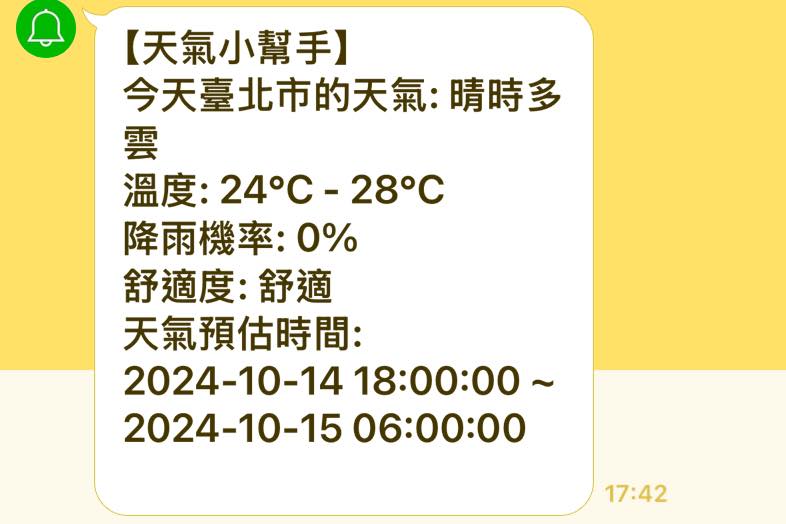 【天氣小幫手】
今天臺北市的天氣: 晴時多
雲
溫度: 24°C - 28°C
降雨機率: 0%
舒適度: 舒適
天氣預估時間:
2024-10-14 18:00:00 ~
2024-10-15 06:00:00
17:42